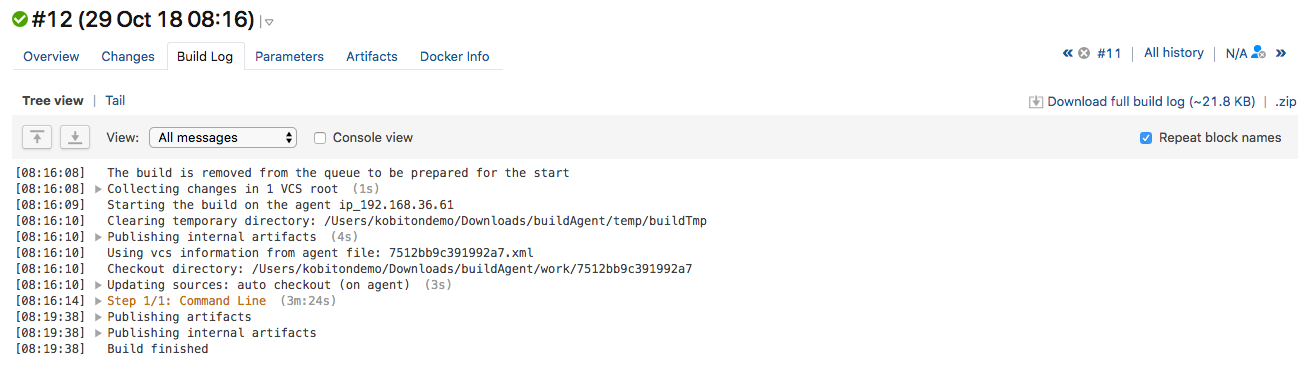 #12 (29 Oct 18 08:16)
Overview Changes Build Log Parameters Artifacts Docker Info « #11 | All history | N/A »
Tree view | Tail Download full build log (~21.8 KB) | .zip
View: All messages Console view Repeat block names
[08:16:08] The build is removed from the queue to be prepared for the start
[08:16:08] Collecting changes in 1 VCS root (1s)
[08:16:09] Starting the build on the agent ip_192.168.36.61
[08:16:10] Clearing temporary directory: /Users/kobitondemo/Downloads/buildAgent/temp/buildTmp
[08:16:10] Publishing internal artifacts (4s)
[08:16:10] Using vcs information from agent file: 7512bb9c391992a7.xml
[08:16:10] Checkout directory: /Users/kobitondemo/Downloads/buildAgent/work/7512bb9c391992a7
[08:16:10] Updating sources: auto checkout (on agent) (3s)
[08:16:14] Step 1/1: Command Line (3m:24s)
[08:19:38] Publishing artifacts
[08:19:38] Publishing internal artifacts
[08:19:38] Build finished